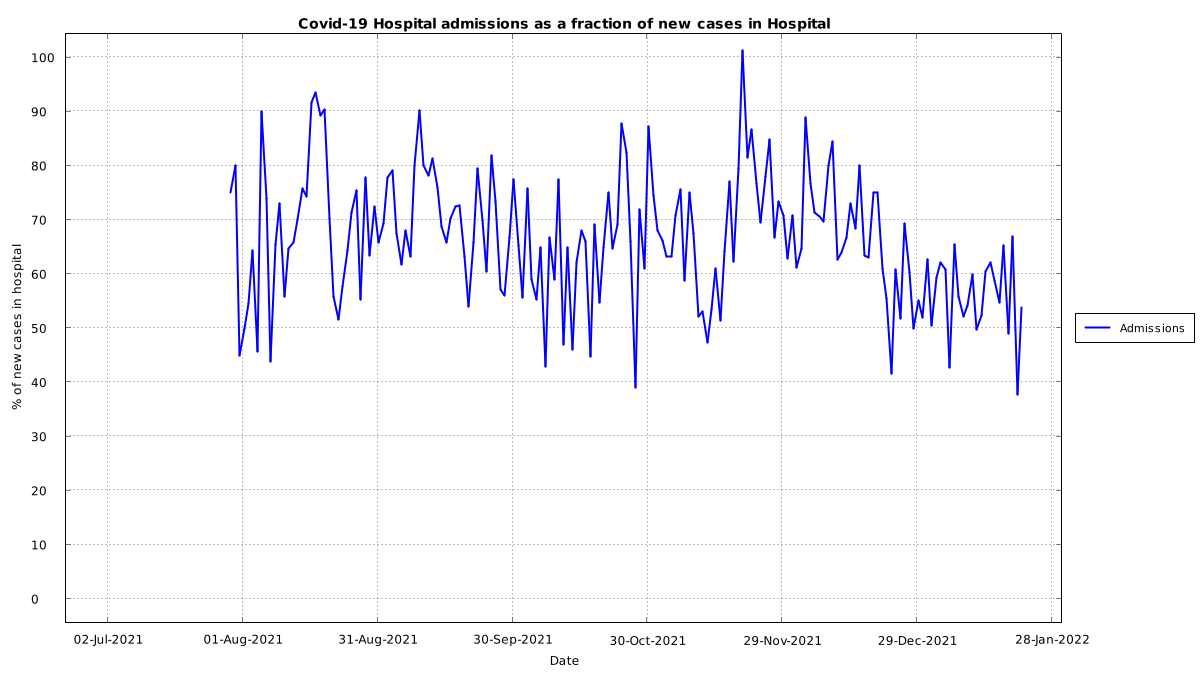 Covid-19 Hospital admissions as a fraction of new cases in Hospital
100
90
80
70
60
50
40
30
20
10
0
% of new cases in hospital
02-Jul-2021
01-Aug-2021
31-Aug-2021
30-Sep-2021
30-Oct-2021
29-Nov-2021
29-Dec-2021
28-Jan-2022
Date
Admissions